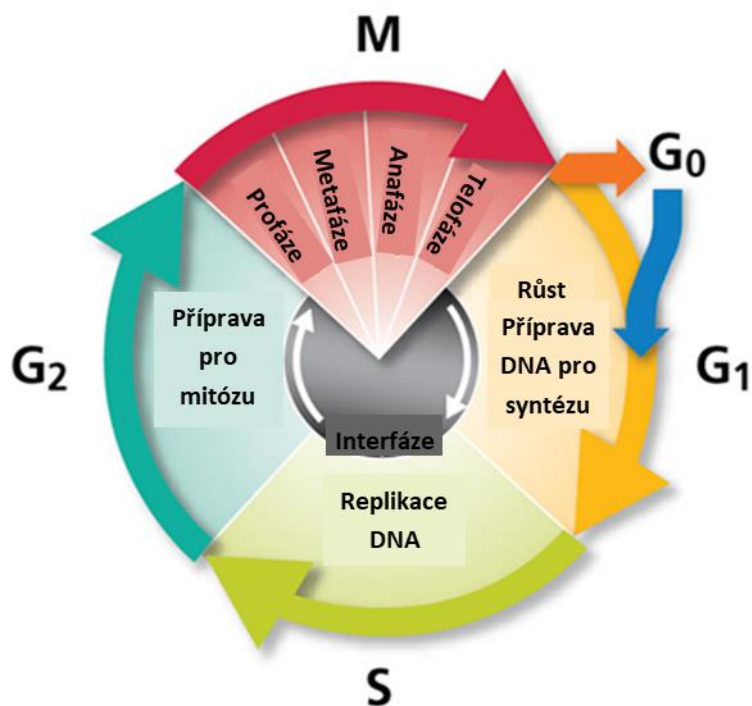 M
Profáze
Metafáze
Anafáze
Telofáze
G₀
Příprava
pro
mitózu
Růst
Příprava
DNA pro
syntézu
G₂
G₁
Interfáze
Replikace
DNA
S